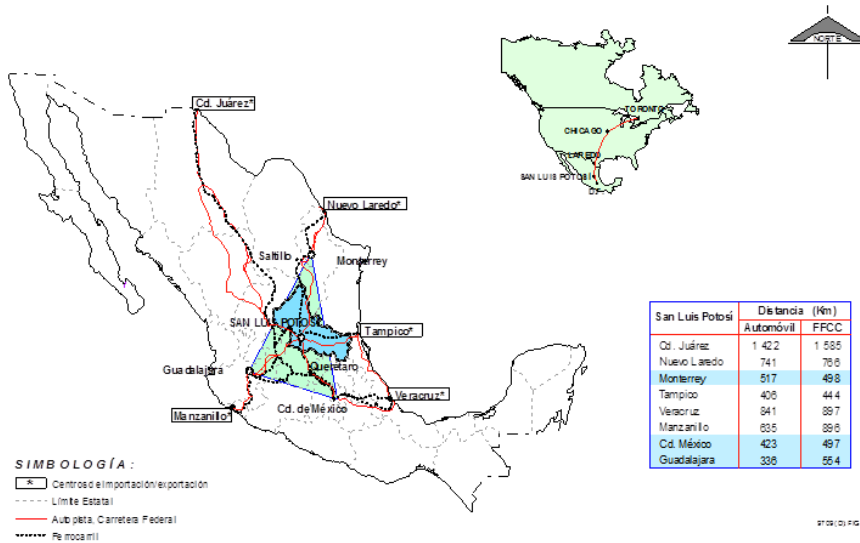 NORTE
Cd. Juárez*
TORONTO
CHICAGO
LAREDO
SAN LUIS POTOSÍ
D.F
Nuevo Laredo*
Saltillo
Monterrey
SAN LUIS POTOSÍ
Tampico*
Guadalajara
Querétaro
Veracruz*
Manzanillo*
Cd. de México
San Luis Potosí Distancia (Km)
Automóvil FFCC
Cd. Juárez 1 422 1 585
Nuevo Laredo 741 766
Monterrey 517 498
Tampico 406 444
Veracruz 841 897
Manzanillo 635 896
Cd. México 423 497
Guadalajara 336 554
SIMBOLOGÍA:
* Centros de importación/exportación
Límite Estatal
Autopista, Carretera Federal
Ferrocarril